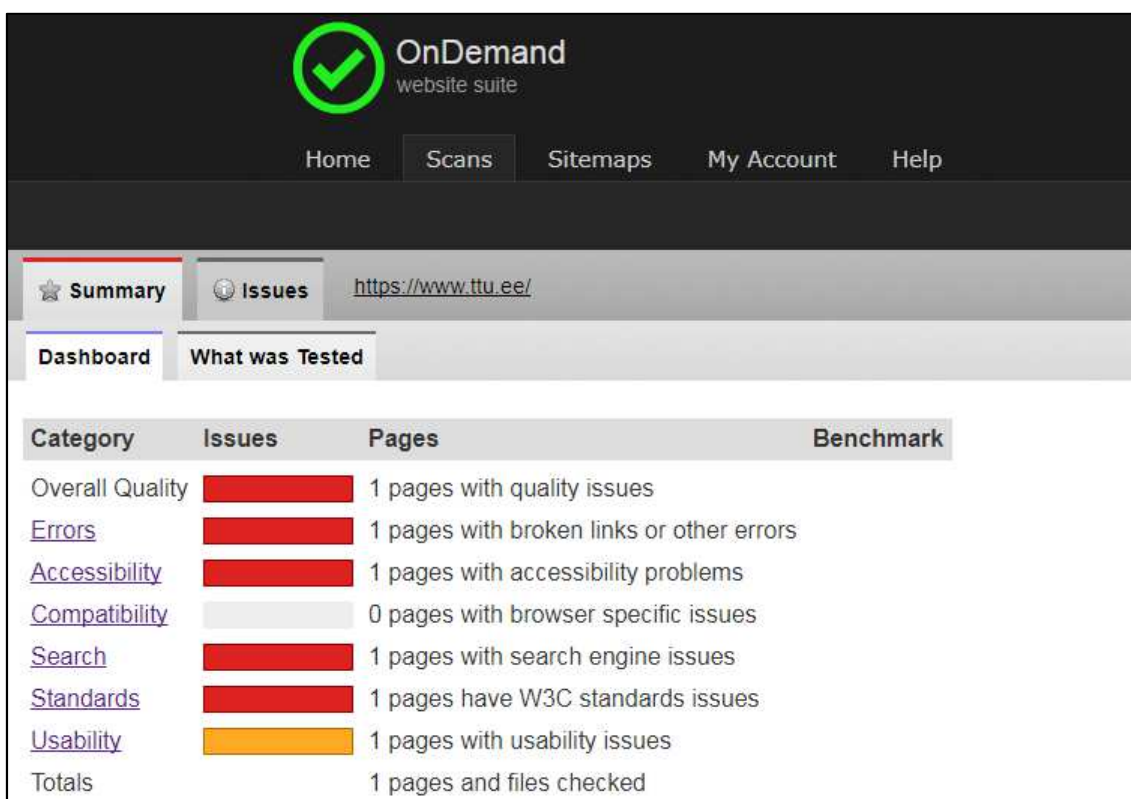 OnDemand
website suite
Home Scans Sitemaps My Account Help
Summary Issues https://www.ttu.ee/
Dashboard What was Tested
Category Issues Pages Benchmark
Overall Quality 1 pages with quality issues
Errors 1 pages with broken links or other errors
Accessibility 1 pages with accessibility problems
Compatibility 0 pages with browser specific issues
Search 1 pages with search engine issues
Standards 1 pages have W3C standards issues
Usability 1 pages with usability issues
Totals 1 pages and files checked